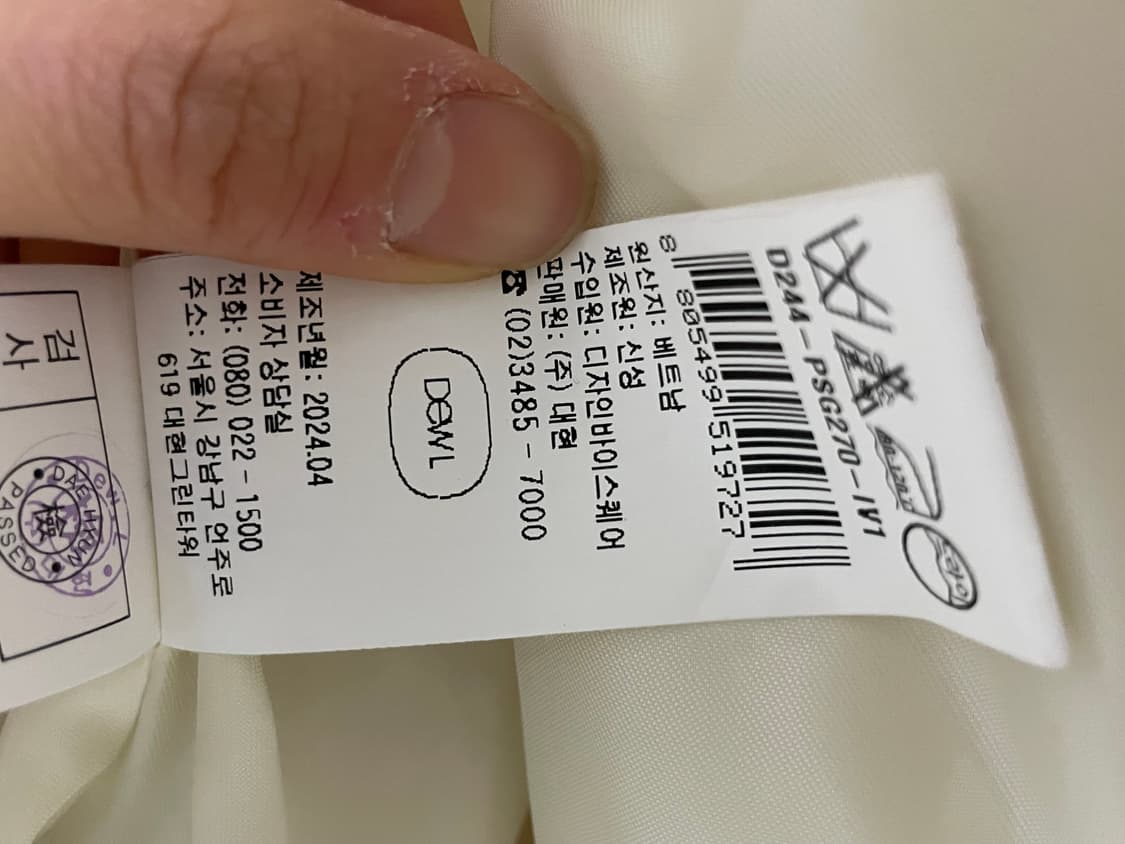 D244-PSG270-IV1
8 805499 519727
원산지: 베트남
제조원: 신성
수입원: 디자인바이스케어
판매원: (주) 대현
☎ (02)3485 - 7000
DEWL
제조년월: 2024.04
소비자 상담실
전화: (080) 022 - 1500
주소: 서울시 강남구 언주로
619 대현그린타워
검사
DAEHYUN
檢
PASSED